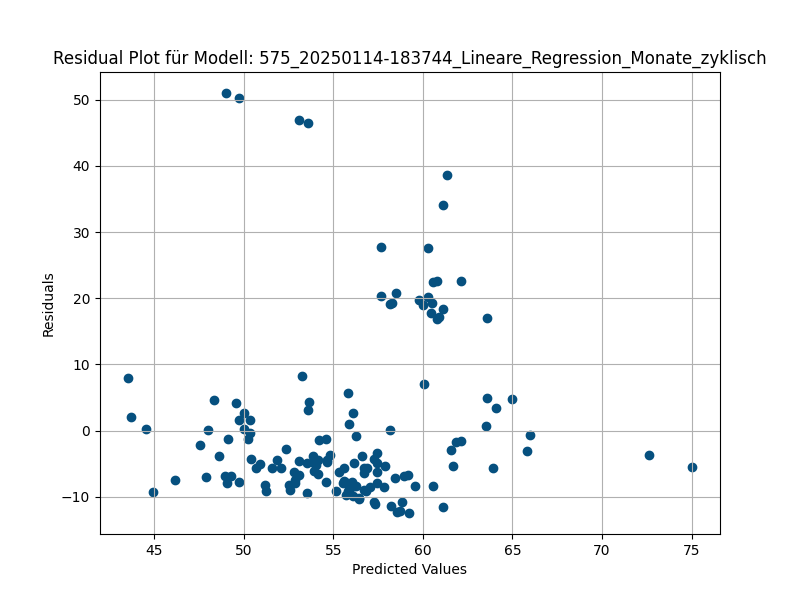 Residual Plot für Modell: 575_20250114-183744_Lineare_Regression_Monate_zyklisch
50
40
30
20
10
0
−10
Residuals
45 50 55 60 65 70 75
Predicted Values